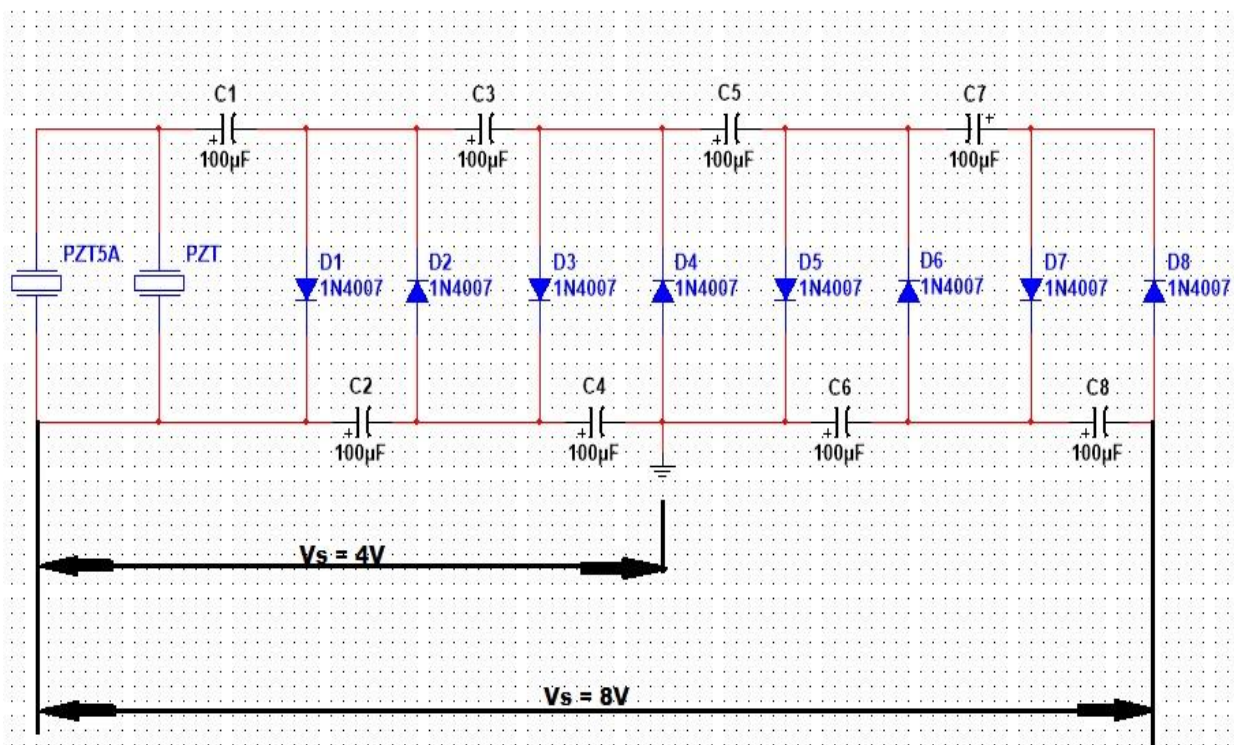 C1 C3 C5 C7
+ + + +
100µF 100µF 100µF 100µF
PZT5A PZT D1 D2 D3 D4 D5 D6 D7 D8
1N4007 1N4007 1N4007 1N4007 1N4007 1N4007 1N4007 1N4007
C2 C4 C6 C8
+ + + +
100µF 100µF 100µF 100µF
Vs = 4V
Vs = 8V